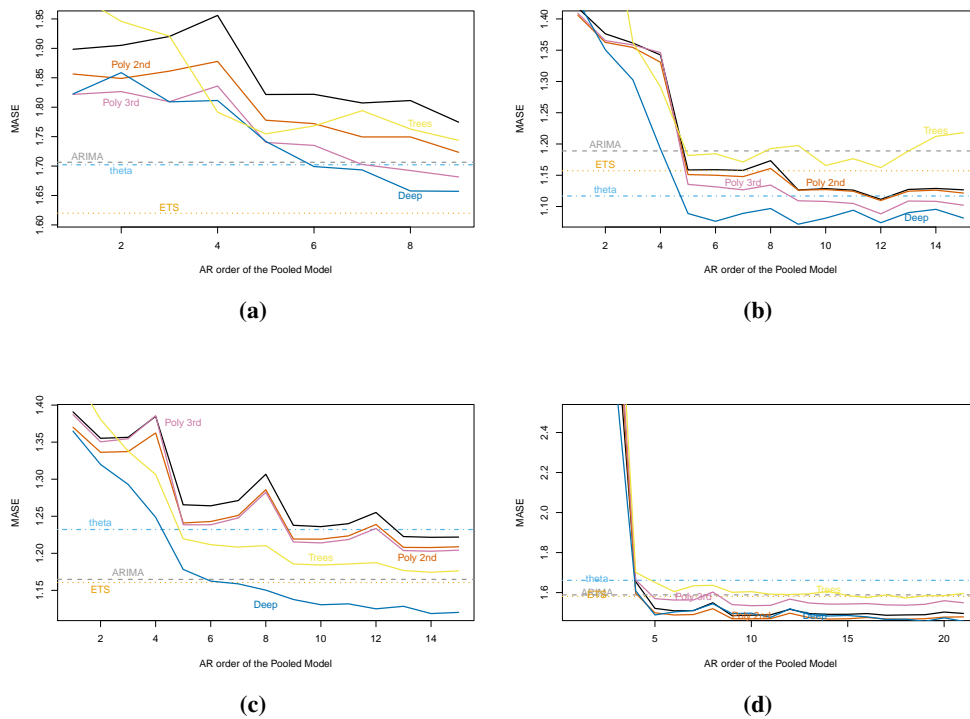 1.95
1.90
1.85
1.80
1.75
1.70
1.65
1.60
MASE
Poly 2nd
Poly 3rd
Trees
ARIMA
theta
Deep
ETS
2 4 6 8
AR order of the Pooled Model
(a)
1.40
1.35
1.30
1.25
1.20
1.15
1.10
MASE
Trees
ARIMA
ETS
Poly 3rd
Poly 2nd
theta
Deep
2 4 6 8 10 12 14
AR order of the Pooled Model
(b)
1.40
1.35
1.30
1.25
1.20
1.15
MASE
Poly 3rd
theta
Trees
Poly 2nd
ARIMA
ETS
Deep
2 4 6 8 10 12 14
AR order of the Pooled Model
(c)
2.4
2.2
2.0
1.8
1.6
MASE
theta
ARIMA
ETS
Poly 3rd
Trees
Poly 2nd
Deep
5 10 15 20
AR order of the Pooled Model
(d)